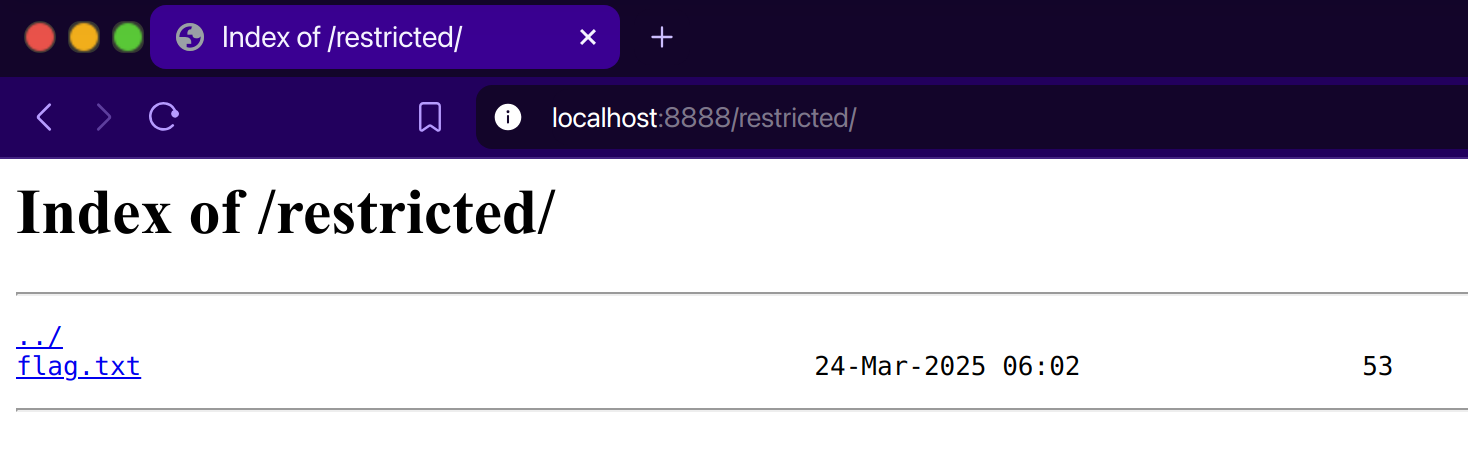 Index of /restricted/
localhost:8888/restricted/
Index of /restricted/
../
flag.txt 24-Mar-2025 06:02 53